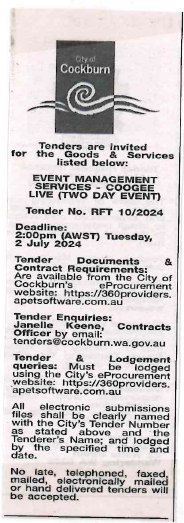 City of
Cockburn
Tenders are invited
for the Goods & Services
listed below:
EVENT MANAGEMENT
SERVICES - COOGEE
LIVE (TWO DAY EVENT)
Tender No. RFT 10/2024
Deadline:
2:00pm (AWST) Tuesday,
2 July 2024
Tender Documents &
Contract Requirements:
Are available from the City of
Cockburn's eProcurement
website: https://360providers.
apetsoftware.com.au
Tender Enquiries:
Janelle Keene, Contracts
Officer by email:
tenders@cockburn.wa.gov.au
Tender & Lodgement
queries: Must be lodged
using the City's eProcurement
website: https://360providers.
apetsoftware.com.au
All electronic submissions
files shall be clearly named
with the City's Tender Number
as stated above and the
Tenderer's Name; and lodged
by the specified time and
date.
No late, telephoned, faxed,
mailed, electronically mailed
or hand delivered tenders will
be accepted.